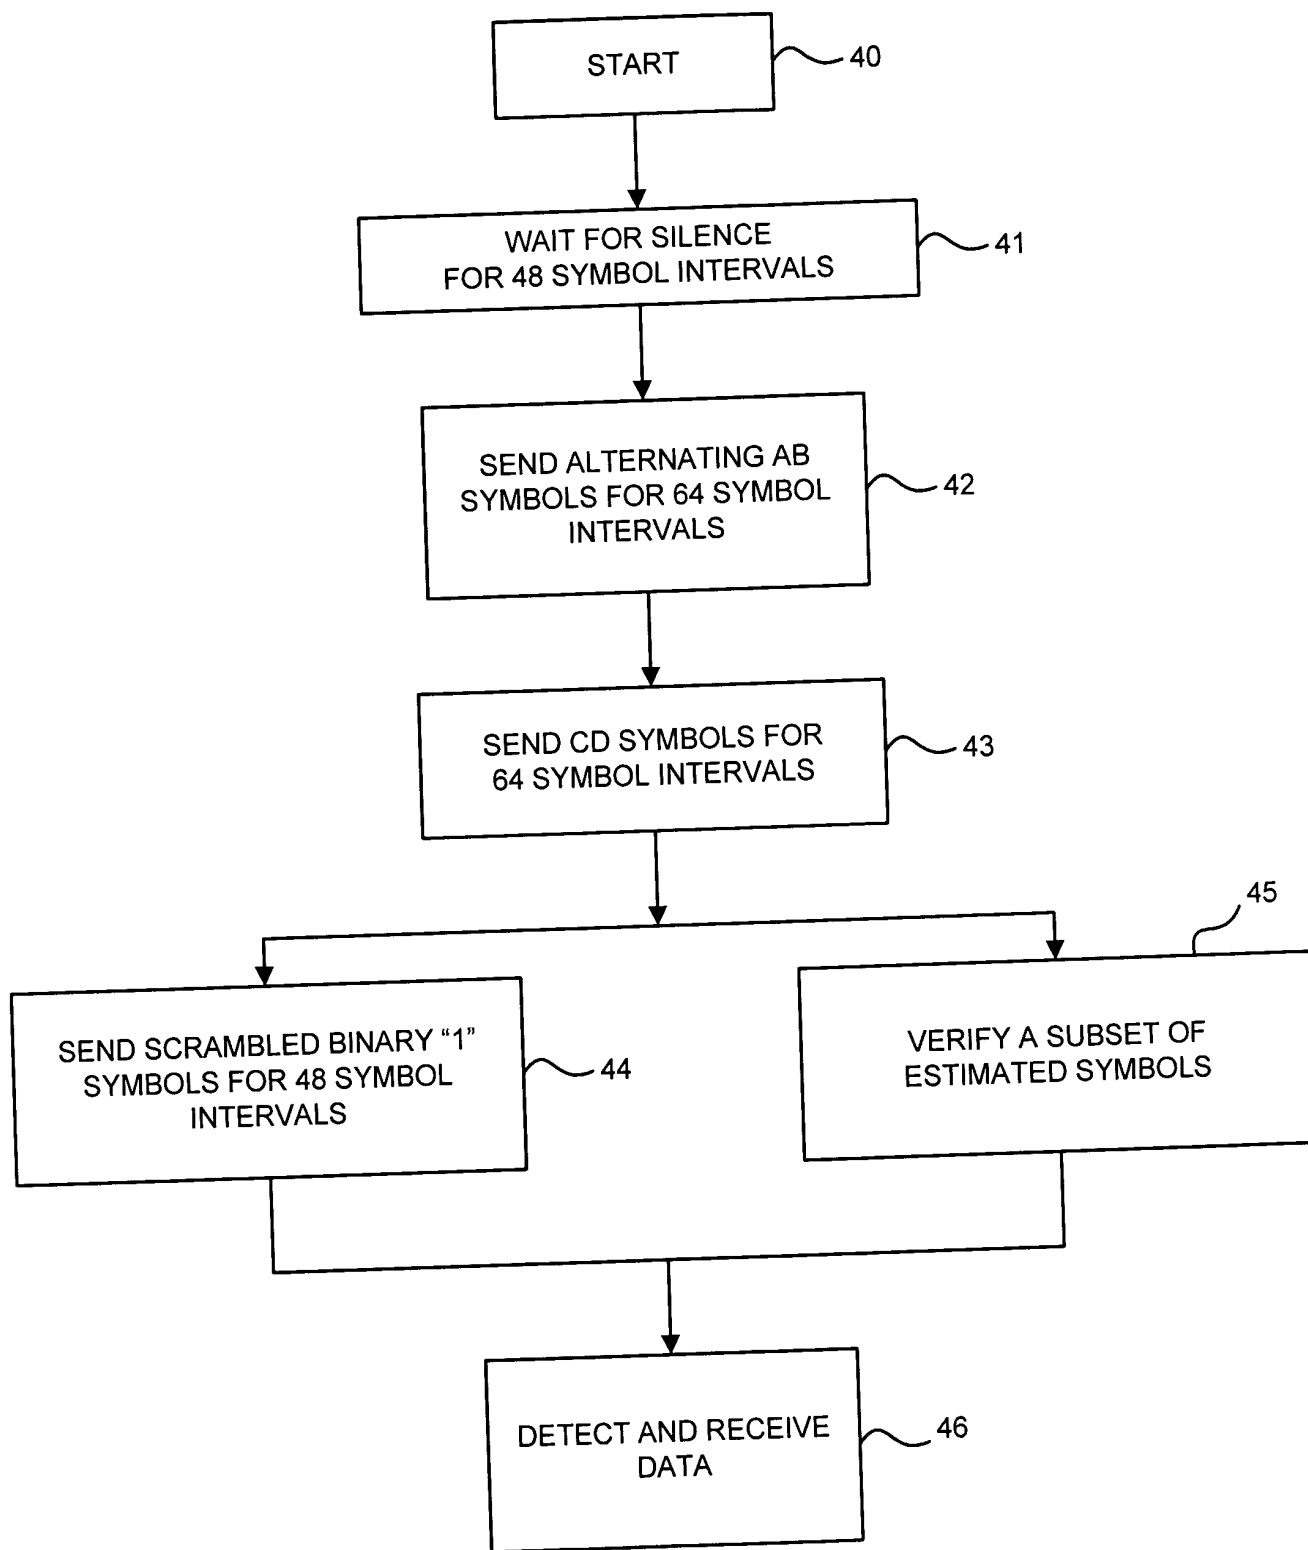 START
40
WAIT FOR SILENCE
FOR 48 SYMBOL INTERVALS
41
SEND ALTERNATING AB
SYMBOLS FOR 64 SYMBOL
INTERVALS
42
SEND CD SYMBOLS FOR
64 SYMBOL INTERVALS
43
SEND SCRAMBLED BINARY “1”
SYMBOLS FOR 48 SYMBOL
INTERVALS
44
45
VERIFY A SUBSET OF
ESTIMATED SYMBOLS
DETECT AND RECEIVE
DATA
46